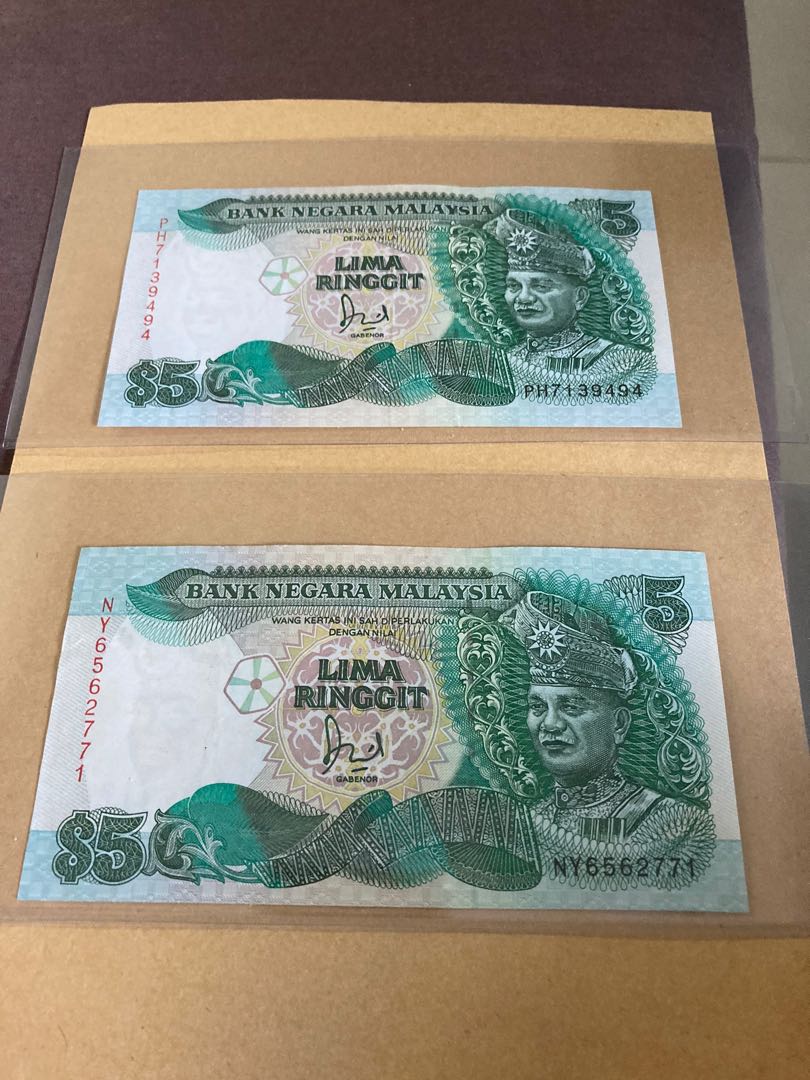 BANK NEGARA MALAYSIA
5
WANG KERTAS INI SAH DIPERLAKUKAN
DENGAN NILAI
PH7139494
LIMA
RINGGIT
GABENOR
$5
PH7139494
BANK NEGARA MALAYSIA
5
WANG KERTAS INI SAH DIPERLAKUKAN
DENGAN NILAI
NY6562771
LIMA
RINGGIT
GABENOR
$5
NY6562771